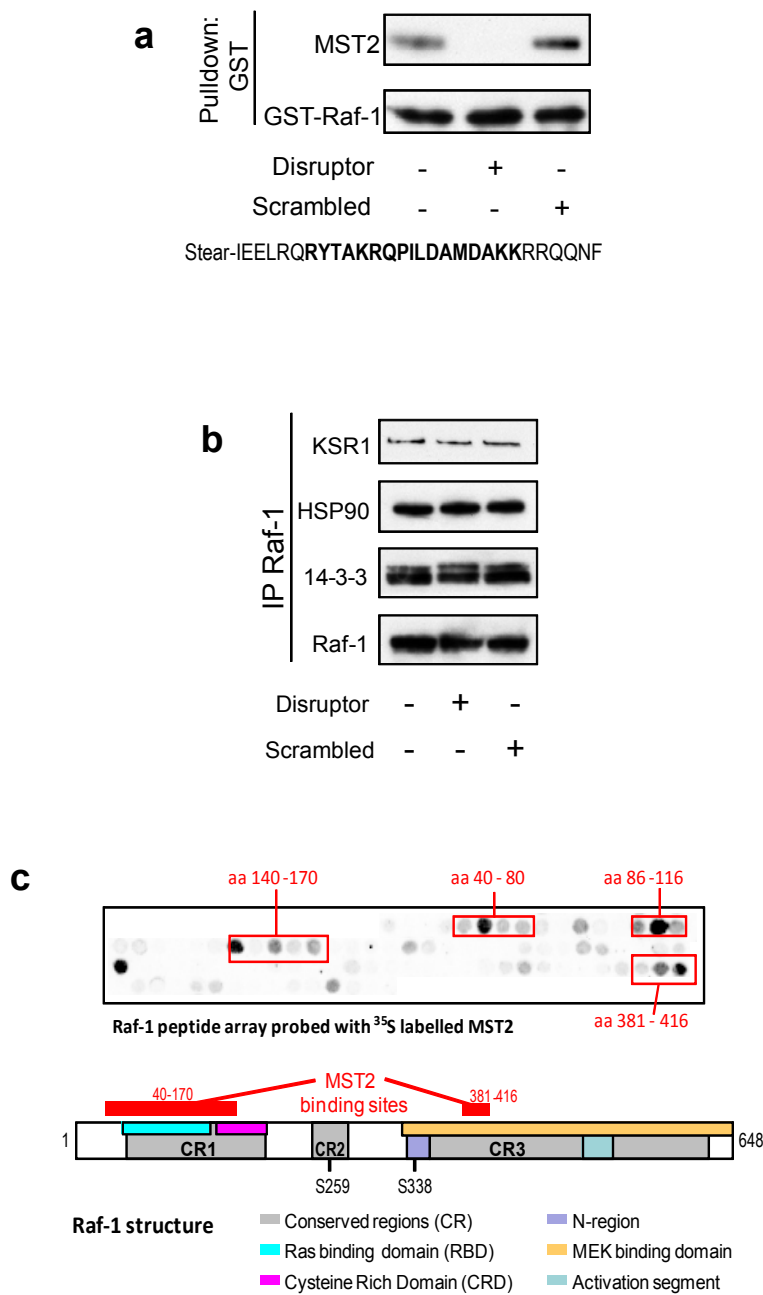 a
Pulldown:
GST
MST2
GST-Raf-1
Disruptor - + -
Scrambled - - +
Stear-IEELRQRYTAKRQPILDAMDAKKRRQQNF
b
IP Raf-1
KSR1
HSP90
14-3-3
Raf-1
Disruptor - + -
Scrambled - - +
c
aa 140-170 aa 40-80 aa 86-116
aa 381-416
Raf-1 peptide array probed with ³⁵S labelled MST2
40-170 MST2 381-416
binding sites
1 CR1 CR2 CR3 648
S259 S338
Raf-1 structure
Conserved regions (CR) N-region
Ras binding domain (RBD) MEK binding domain
Cysteine Rich Domain (CRD) Activation segment